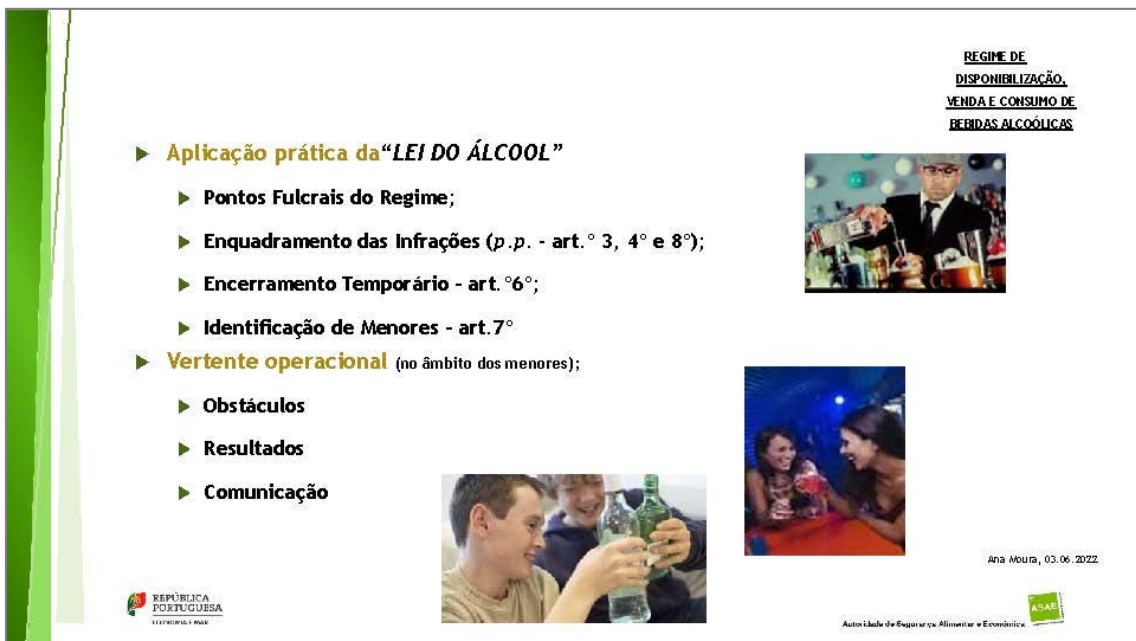 REGIME DE
DISPONIBILIZAÇÃO,
VENDA E CONSUMO DE
BEBIDAS ALCOÓLICAS
Aplicação prática da“LEI DO ÁLCOOL”
Pontos Fulcrais do Regime;
Enquadramento das Infrações (p.p. - art.° 3, 4° e 8°);
Encerramento Temporário - art.°6°;
Identificação de Menores - art.7°
Vertente operacional (no âmbito dos menores);
Obstáculos
Resultados
Comunicação
Ana Moura, 03.06.2022
REPÚBLICA
PORTUGUESA
ECONOMIA E MAR
Autoridade de Segurança Alimentar e Económica
ASAE